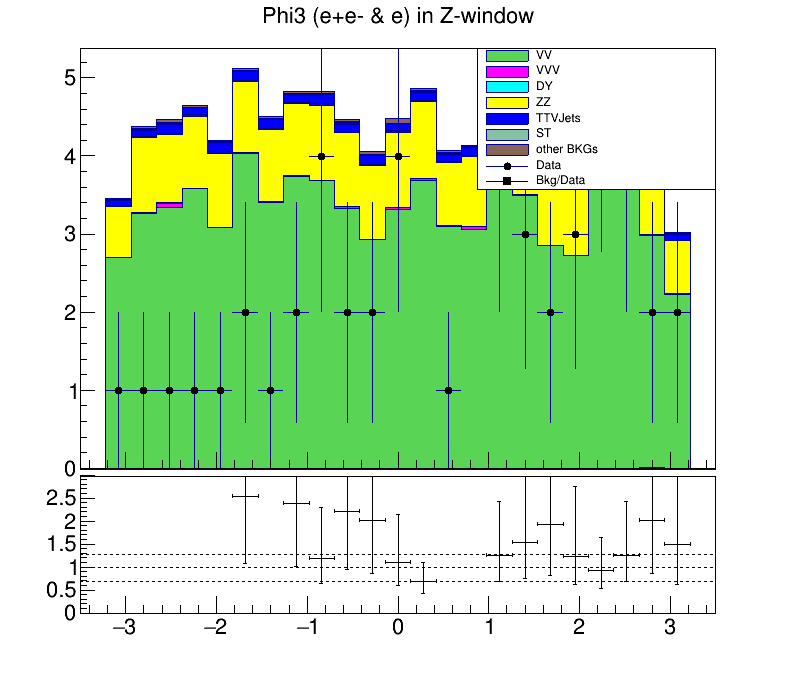 Phi3 (e+e- & e) in Z-window
VV
VVV
DY
ZZ
TTVJets
ST
other BKGs
Data
Bkg/Data
5
4
3
2
1
0
2.5
2
1.5
1
0.5
0
−3 −2 −1 0 1 2 3